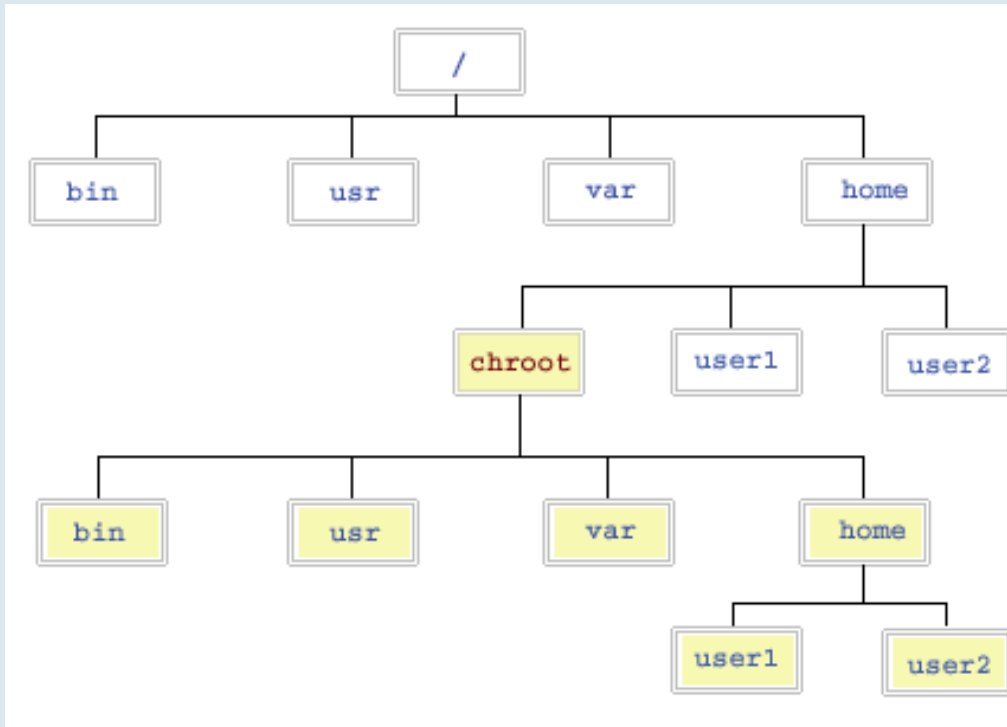 /
bin usr var home
chroot user1 user2
bin usr var home
user1 user2